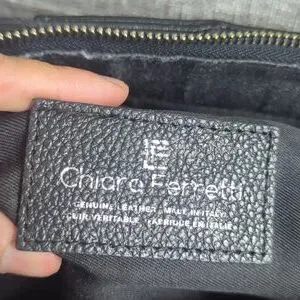 Chiara Ferretti
GENUINE LEATHER - MADE IN ITALY
CUIR VERITABLE - FABRIQUE EN ITALIE